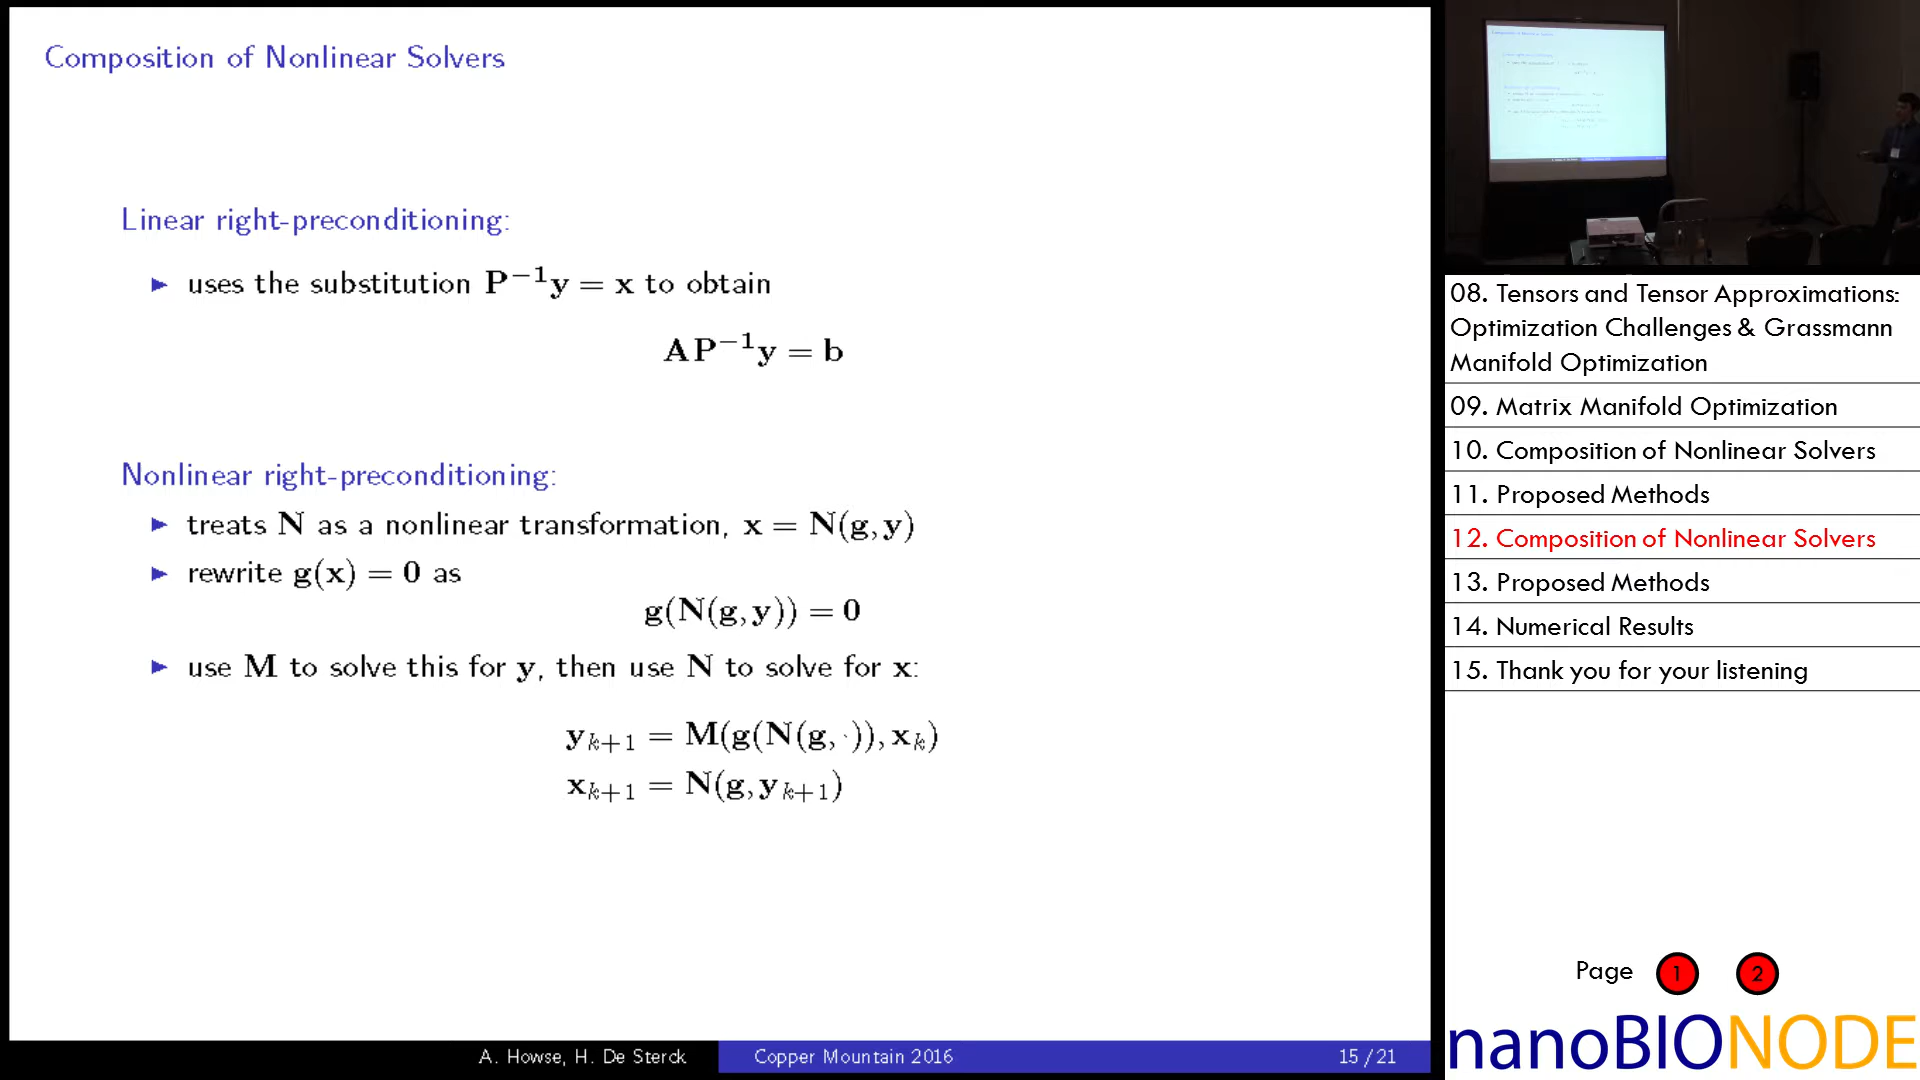 Composition of Nonlinear Solvers
Linear right-preconditioning:
▶ uses the substitution P⁻¹y = x to obtain
AP⁻¹y = b
Nonlinear right-preconditioning:
▶ treats N as a nonlinear transformation, x = N(g, y)
▶ rewrite g(x) = 0 as
g(N(g, y)) = 0
▶ use M to solve this for y, then use N to solve for x:
yₖ₊₁ = M(g(N(g, ·)), xₖ)
xₖ₊₁ = N(g, yₖ₊₁)
A. Howse, H. De Sterck Copper Mountain 2016 15 / 21
08. Tensors and Tensor Approximations:
Optimization Challenges & Grassmann
Manifold Optimization
09. Matrix Manifold Optimization
10. Composition of Nonlinear Solvers
11. Proposed Methods
12. Composition of Nonlinear Solvers
13. Proposed Methods
14. Numerical Results
15. Thank you for your listening
Page 1 2
nanoBIONODE